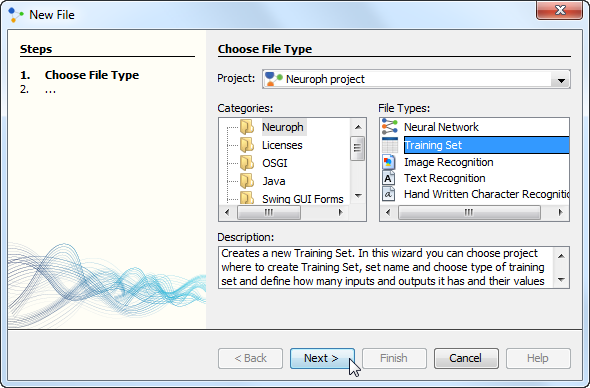 New File
Steps
1. Choose File Type
2. ...
Choose File Type
Project: Neuroph project
Categories:
Neuroph
Licenses
OSGI
Java
Swing GUI Forms
File Types:
Neural Network
Training Set
Image Recognition
Text Recognition
Hand Written Character Recognitio
Description:
Creates a new Training Set. In this wizard you can choose project
where to create Training Set, set name and choose type of training
set and define how many inputs and outputs it has and their values
< Back
Next >
Finish
Cancel
Help